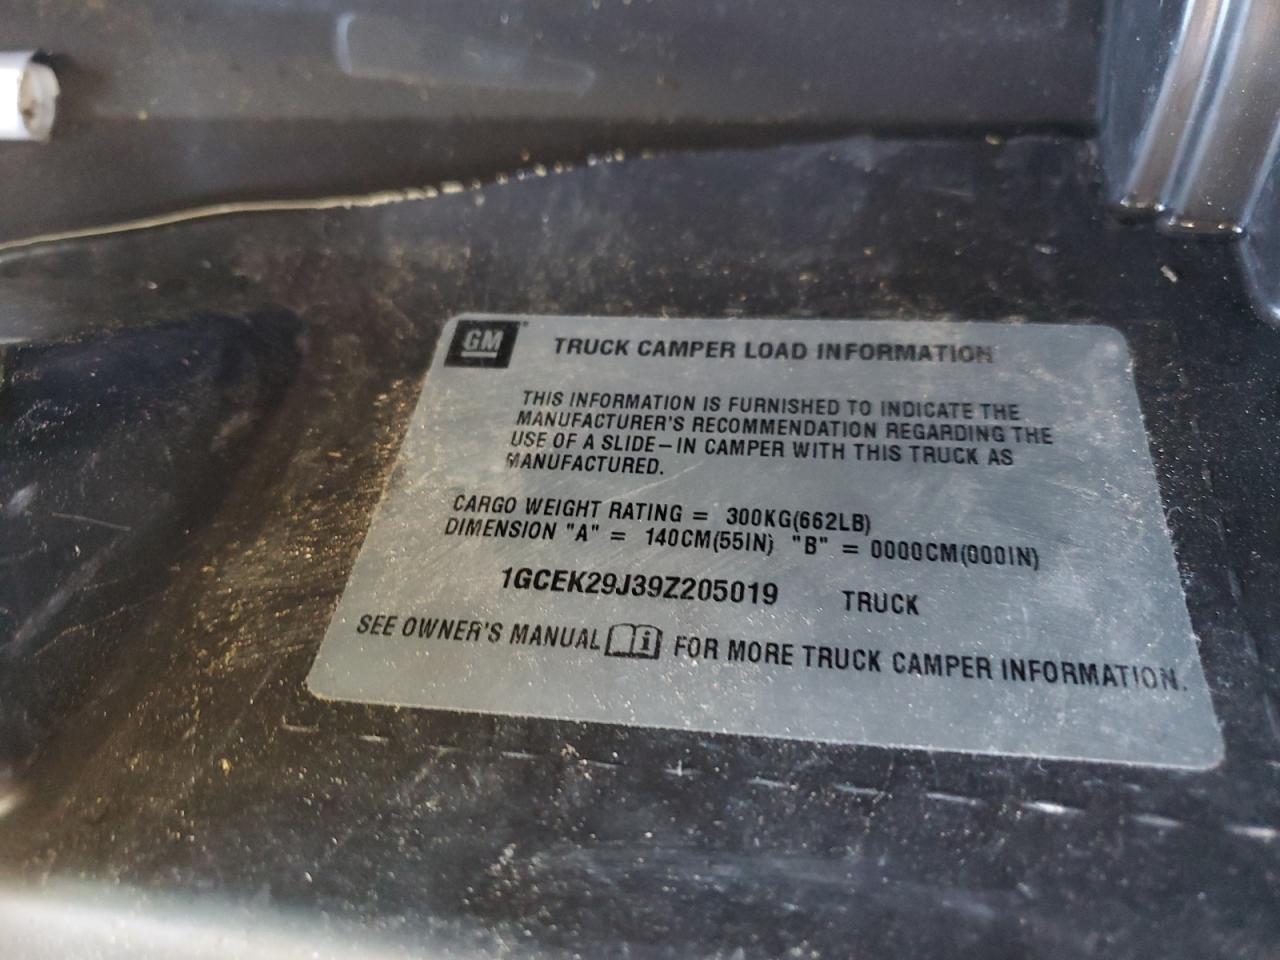 GM
TRUCK CAMPER LOAD INFORMATION
THIS INFORMATION IS FURNISHED TO INDICATE THE
MANUFACTURER'S RECOMMENDATION REGARDING THE
USE OF A SLIDE—IN CAMPER WITH THIS TRUCK AS
MANUFACTURED.
CARGO WEIGHT RATING = 300KG(662LB)
DIMENSION "A" = 140CM(55IN) "B" = 0000CM(000IN)
1GCEK29J39Z205019 TRUCK
SEE OWNER'S MANUAL FOR MORE TRUCK CAMPER INFORMATION.